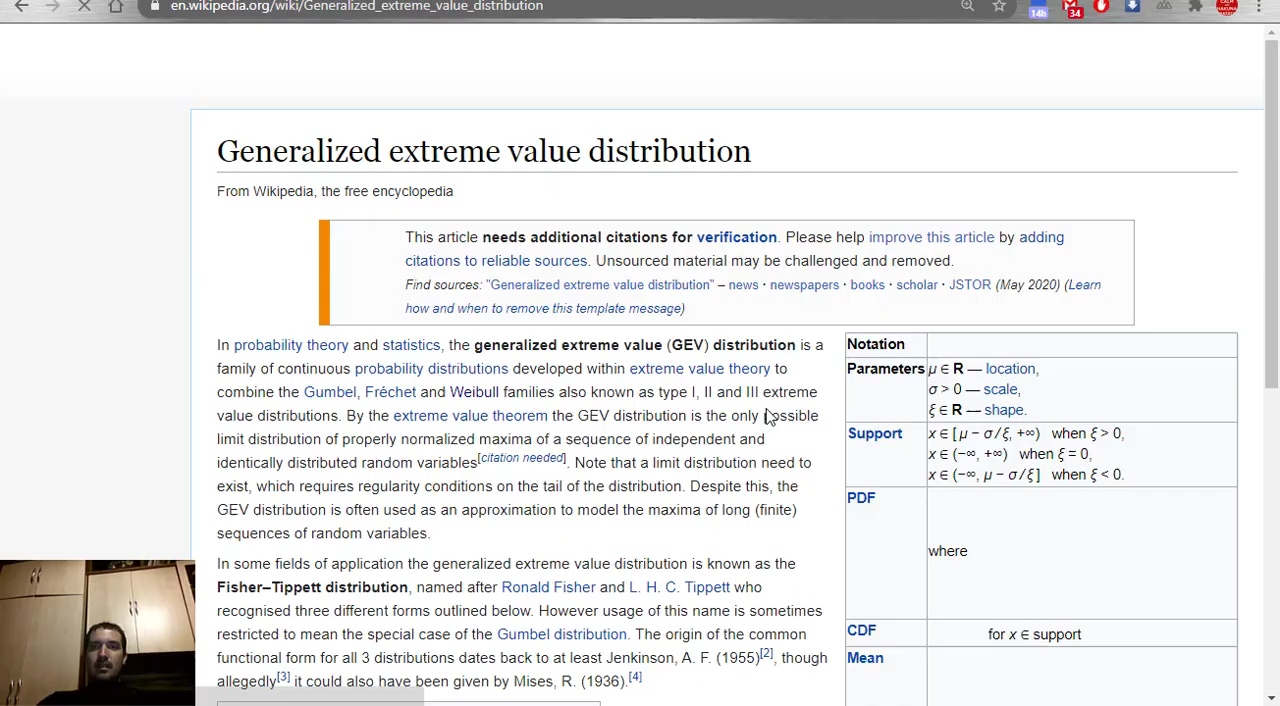 en.wikipedia.org/wiki/Generalized_extreme_value_distribution
14h
34
Generalized extreme value distribution
From Wikipedia, the free encyclopedia
This article needs additional citations for verification. Please help improve this article by adding
citations to reliable sources. Unsourced material may be challenged and removed.
Find sources: "Generalized extreme value distribution" – news · newspapers · books · scholar · JSTOR (May 2020) (Learn
how and when to remove this template message)
In probability theory and statistics, the generalized extreme value (GEV) distribution is a
family of continuous probability distributions developed within extreme value theory to
combine the Gumbel, Fréchet and Weibull families also known as type I, II and III extreme
value distributions. By the extreme value theorem the GEV distribution is the only possible
limit distribution of properly normalized maxima of a sequence of independent and
identically distributed random variables[citation needed]. Note that a limit distribution need to
exist, which requires regularity conditions on the tail of the distribution. Despite this, the
GEV distribution is often used as an approximation to model the maxima of long (finite)
sequences of random variables.
In some fields of application the generalized extreme value distribution is known as the
Fisher–Tippett distribution, named after Ronald Fisher and L. H. C. Tippett who
recognised three different forms outlined below. However usage of this name is sometimes
restricted to mean the special case of the Gumbel distribution. The origin of the common
functional form for all 3 distributions dates back to at least Jenkinson, A. F. (1955)[2], though
allegedly[3] it could also have been given by Mises, R. (1936).[4]
Notation
Parameters μ ∈ R — location,
σ > 0 — scale,
ξ ∈ R — shape.
Support x ∈ [ μ − σ / ξ, +∞) when ξ > 0,
x ∈ (−∞, +∞) when ξ = 0,
x ∈ (−∞, μ − σ / ξ ] when ξ < 0.
PDF
where
CDF for x ∈ support
Mean